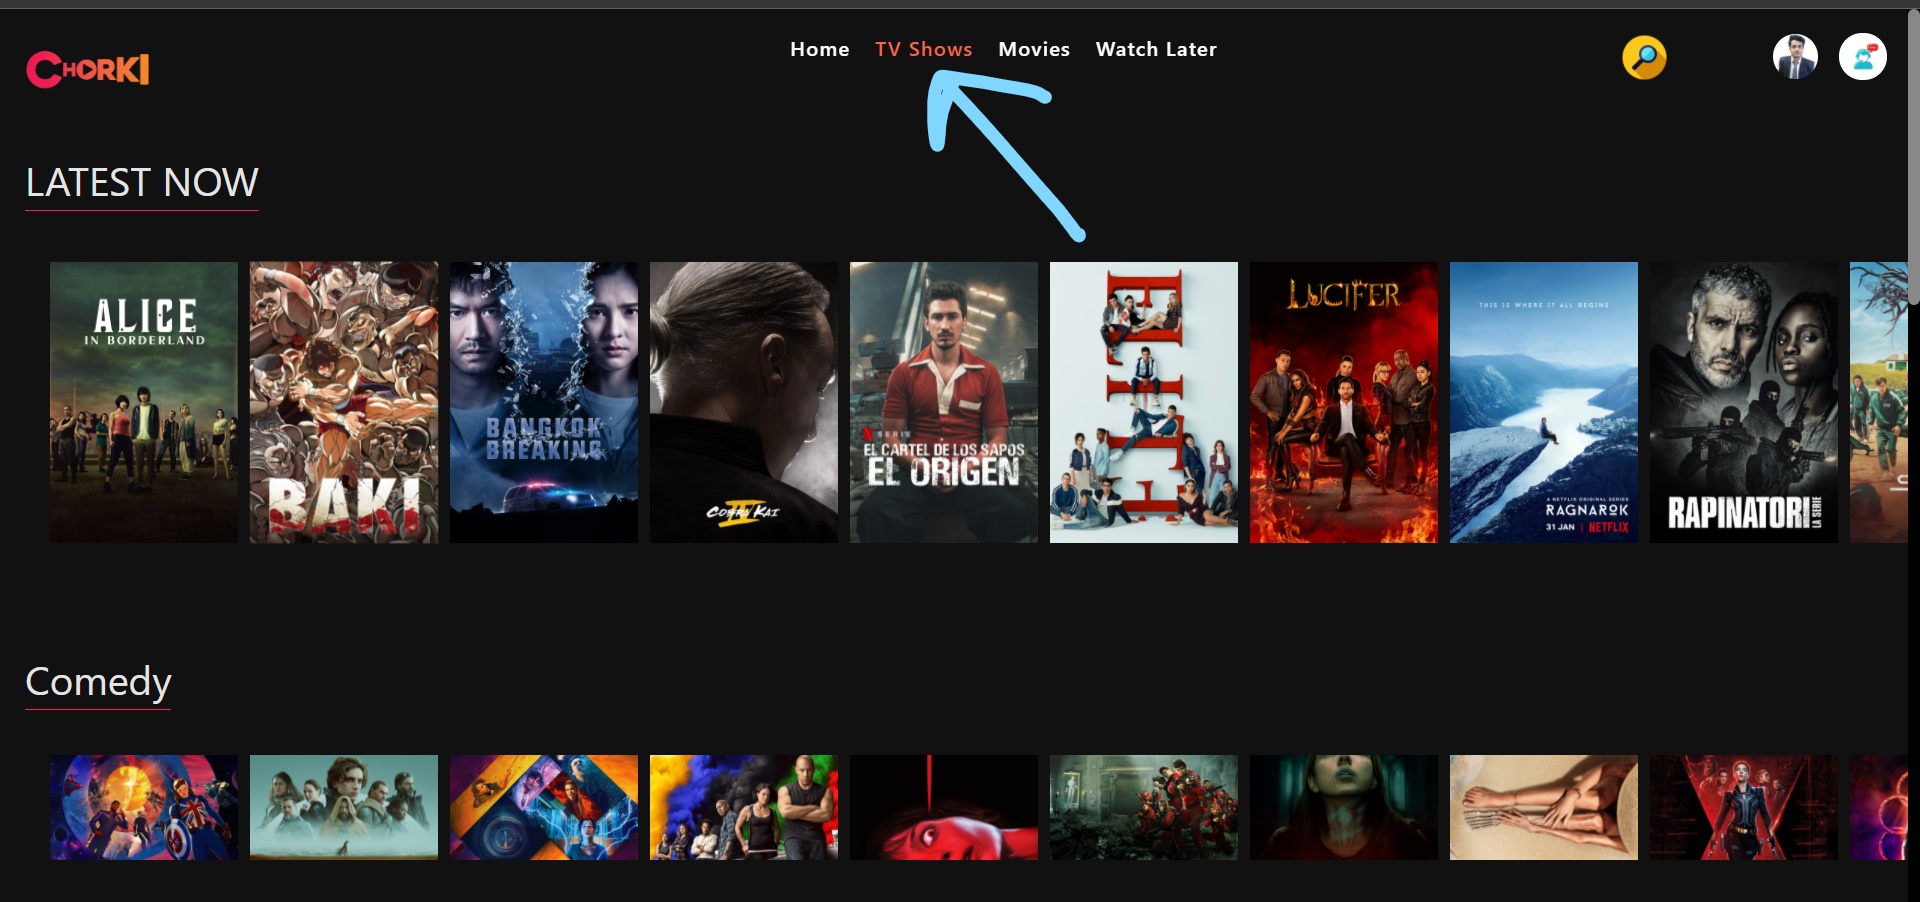 CHORKI
Home TV Shows Movies Watch Later
LATEST NOW
ALICE
IN BORDERLAND
BAKI
BANGKOK
BREAKING
COBRA KAI
IV
N SERIE
EL CARTEL DE LOS SAPOS
EL ORIGEN
ELITE
LUCIFER
THIS IS WHERE IT ALL BEGINS
A NETFLIX ORIGINAL SERIES
RAGNARØK
31 JAN | NETFLIX
RAPINATORI
LA SERIE
Comedy